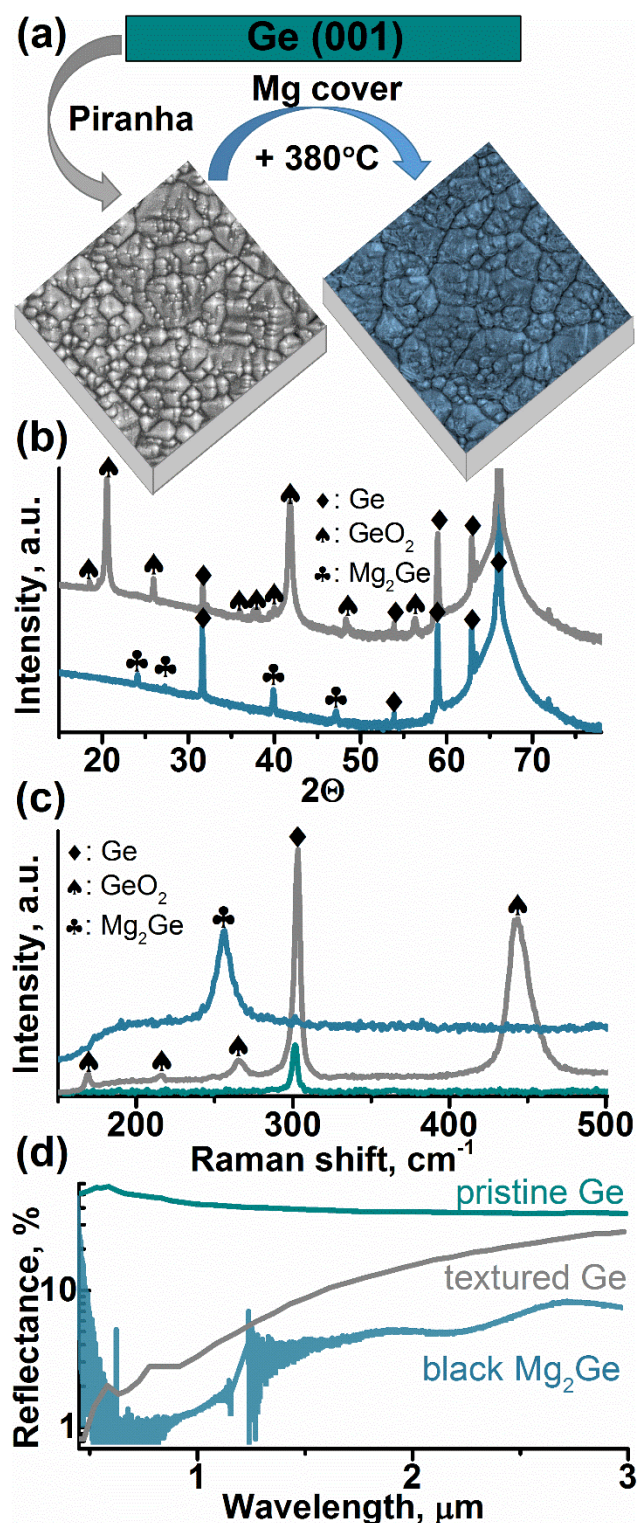 (a)
Ge (001)
Piranha
Mg cover
+ 380°C
(b)
♦: Ge
♠: GeO₂
♣: Mg₂Ge
Intensity, a.u.
20 30 40 50 60 70
2Θ
(c)
♦: Ge
♠: GeO₂
♣: Mg₂Ge
Intensity, a.u.
200 300 400 500
Raman shift, cm⁻¹
(d)
pristine Ge
textured Ge
black Mg₂Ge
Reflectance, %
10
1
1 2 3
Wavelength, μm